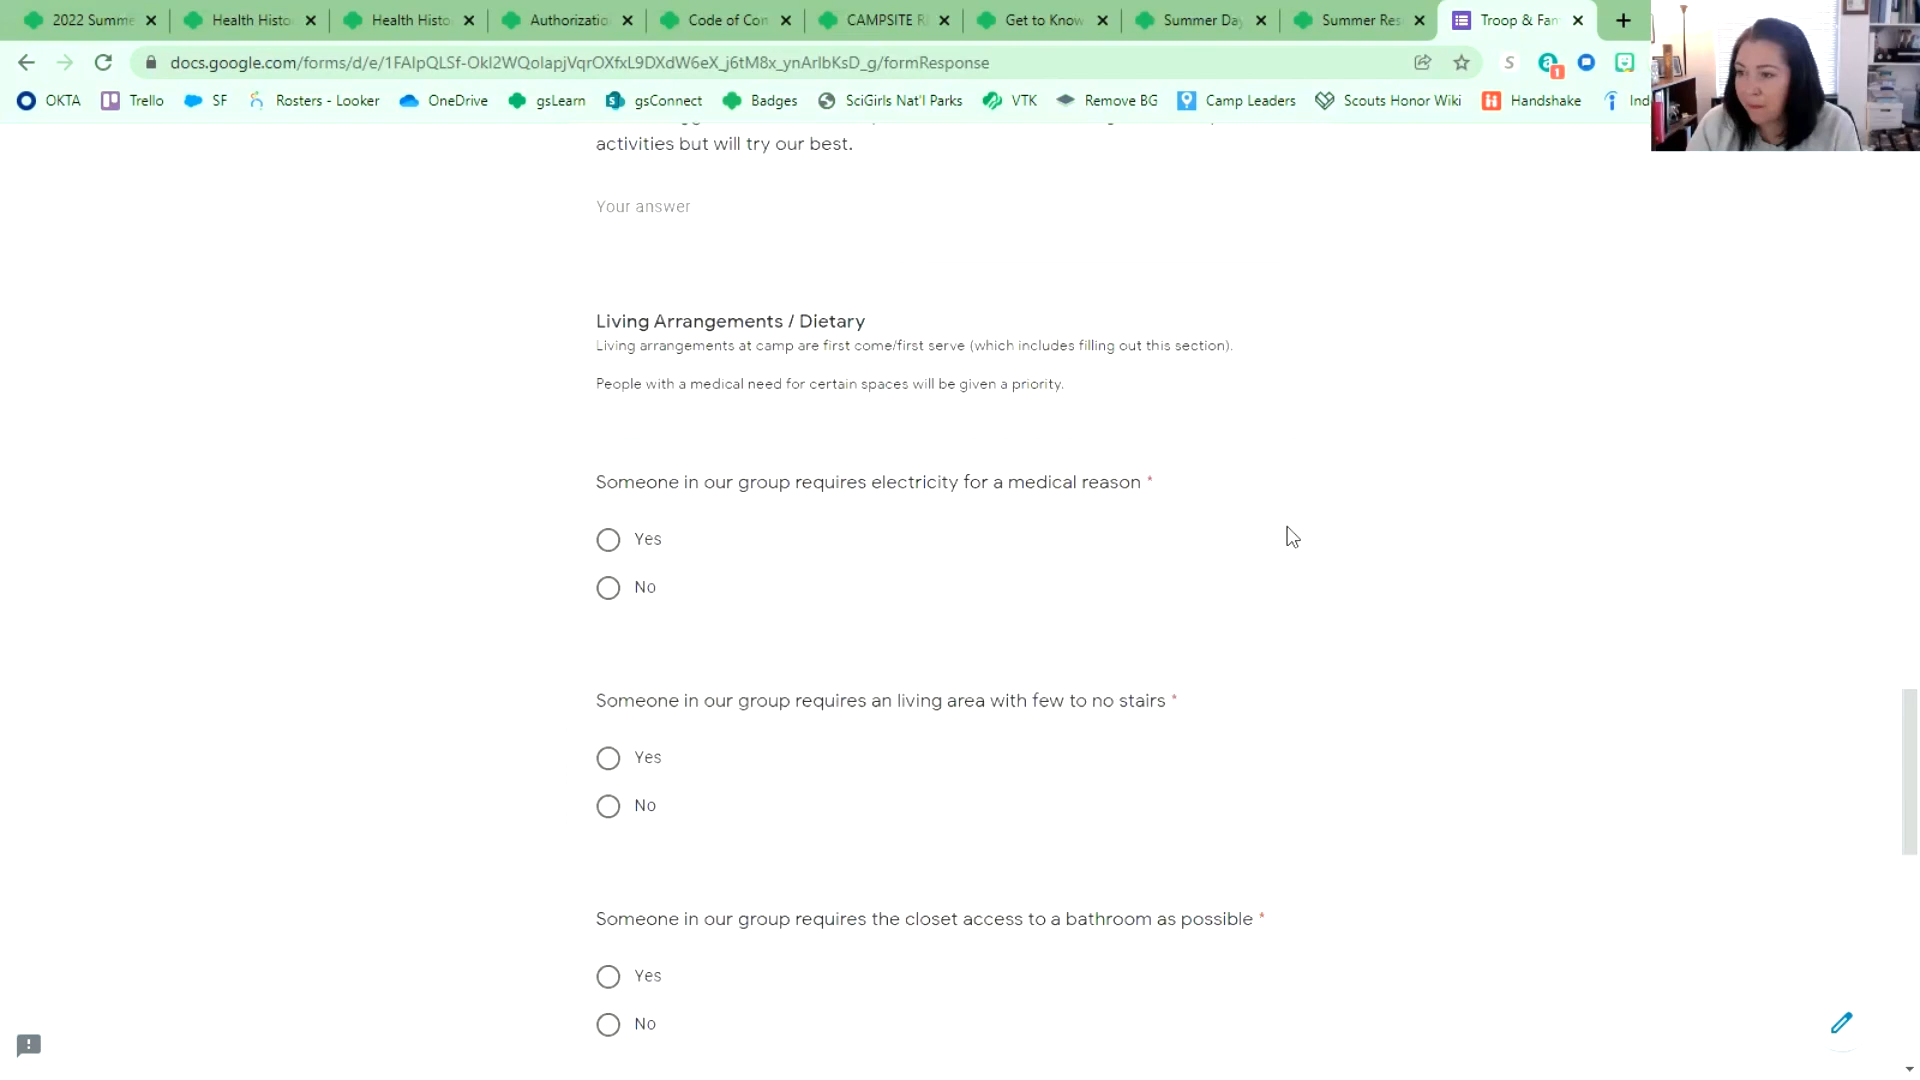 2022 Summe
Health Histo
Health Histo
Authorizatio
Code of Con
CAMPSITE R
Get to Know
Summer Da
Summer Res
Troop & Fam
docs.google.com/forms/d/e/1FAIpQLSf-OkI2WQolapjVqrOXfxL9DXdW6eX_j6tM8x_ynArIbKsD_g/formResponse
OKTA
Trello
SF
Rosters - Looker
OneDrive
gsLearn
gsConnect
Badges
SciGirls Nat'l Parks
VTK
Remove BG
Camp Leaders
Scouts Honor Wiki
Handshake
Ind
activities but will try our best.
Your answer
Living Arrangements / Dietary
Living arrangements at camp are first come/first serve (which includes filling out this section).
People with a medical need for certain spaces will be given a priority.
Someone in our group requires electricity for a medical reason *
Yes
No
Someone in our group requires an living area with few to no stairs *
Yes
No
Someone in our group requires the closet access to a bathroom as possible *
Yes
No